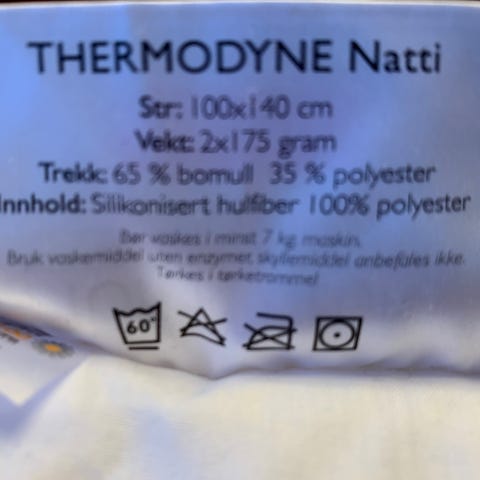 THERMODYNE Natti
Str: 100x140 cm
Vekt: 2x175 gram
Trekk: 65 % bomull 35 % polyester
Innhold: Silikonisert hulfiber 100% polyester
Bør vaskes i minst 7 kg maskin.
Bruk vaskemiddel uten enzymer, skyllemiddel anbefales ikke.
Tørkes i tørketrommel
60°